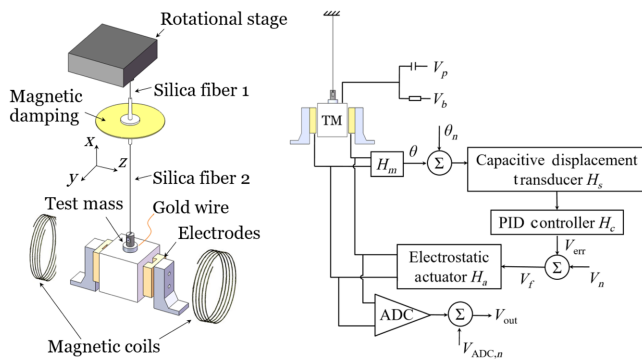 Rotational stage
Silica fiber 1
Magnetic
damping
x
z
y
Silica fiber 2
Test mass
Gold wire
Electrodes
Magnetic coils
V_p
V_b
TM
θ_n
H_m
θ
Σ
Capacitive displacement
transducer H_s
PID controller H_c
V_err
Electrostatic
actuator H_a
V_f
Σ
V_n
ADC
Σ
V_out
V_ADC,n